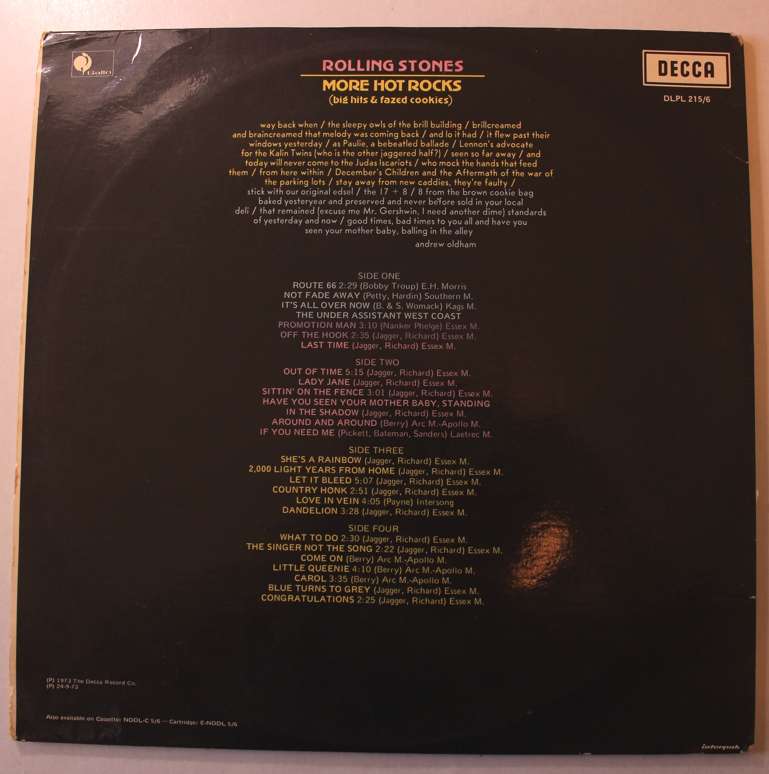 Gallo
ROLLING STONES
MORE HOT ROCKS
(big hits & fazed cookies)
DECCA
DLPL 215/6
way back when / the sleepy owls of the brill building / brillcreamed
and braincreamed that melody was coming back / and lo it had / it flew past their
windows yesterday / as Paulie, a bebeatled ballade / Lennon's advocate
for the Kalin Twins (who is the other jaggered half?) / seen so far away / and
today will never come to the Judas Iscariots / who mock the hands that feed
them / from here within / December's Children and the Aftermath of the war of
the parking lots / stay away from new caddies, they're faulty /
stick with our original edsel / the 17 + 8 / 8 from the brown cookie bag
baked yesteryear and preserved and never before sold in your local
deli / that remained (excuse me Mr. Gershwin, I need another dime) standards
of yesterday and now / good times, bad times to you all and have you
seen your mother baby, balling in the alley
andrew oldham
SIDE ONE
ROUTE 66 2:29 (Bobby Troup) E.H. Morris
NOT FADE AWAY (Petty, Hardin) Southern M.
IT'S ALL OVER NOW (B. & S. Womack) Kags M.
THE UNDER ASSISTANT WEST COAST
PROMOTION MAN 3:10 (Nanker Phelge) Essex M.
OFF THE HOOK 2:35 (Jagger, Richard) Essex M.
LAST TIME (Jagger, Richard) Essex M.
SIDE TWO
OUT OF TIME 5:15 (Jagger, Richard) Essex M.
LADY JANE (Jagger, Richard) Essex M.
SITTIN' ON THE FENCE 3:01 (Jagger, Richard) Essex M.
HAVE YOU SEEN YOUR MOTHER BABY, STANDING
IN THE SHADOW (Jagger, Richard) Essex M.
AROUND AND AROUND (Berry) Arc M.-Apollo M.
IF YOU NEED ME (Pickett, Bateman, Sanders) Laetrec M.
SIDE THREE
SHE'S A RAINBOW (Jagger, Richard) Essex M.
2,000 LIGHT YEARS FROM HOME (Jagger, Richard) Essex M.
LET IT BLEED 5:07 (Jagger, Richard) Essex M.
COUNTRY HONK 2:51 (Jagger, Richard) Essex M.
LOVE IN VEIN 4:05 (Payne) Intersong
DANDELION 3:28 (Jagger, Richard) Essex M.
SIDE FOUR
WHAT TO DO 2:30 (Jagger, Richard) Essex M.
THE SINGER NOT THE SONG 2:22 (Jagger, Richard) Essex M.
COME ON (Berry) Arc M.-Apollo M.
LITTLE QUEENIE 4:10 (Berry) Arc M.-Apollo M.
CAROL 3:35 (Berry) Arc M.-Apollo M.
BLUE TURNS TO GREY (Jagger, Richard) Essex M.
CONGRATULATIONS 2:25 (Jagger, Richard) Essex M.
(P) 1973 The Decca Record Co.
(P) 24-9-73
Also available on Cassette: NDDL-C 5/6 — Cartridge: E-NDDL 5/6
interpak